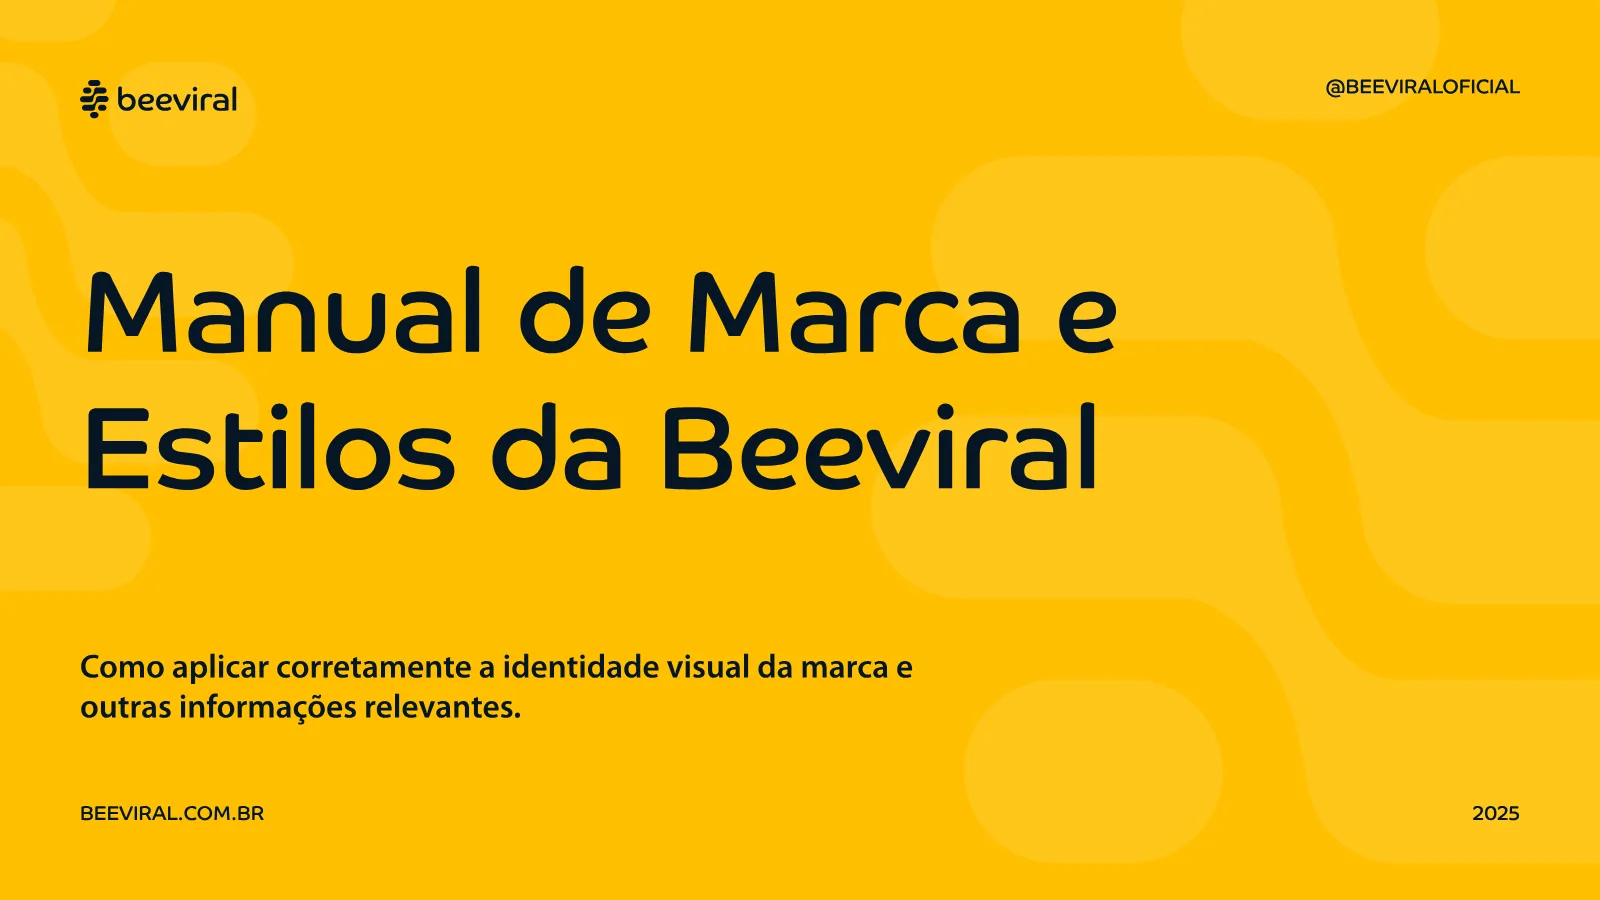 beeviral
@BEEVIRALOFICIAL
Manual de Marca e
Estilos da Beeviral
Como aplicar corretamente a identidade visual da marca e
outras informações relevantes.
BEEVIRAL.COM.BR
2025